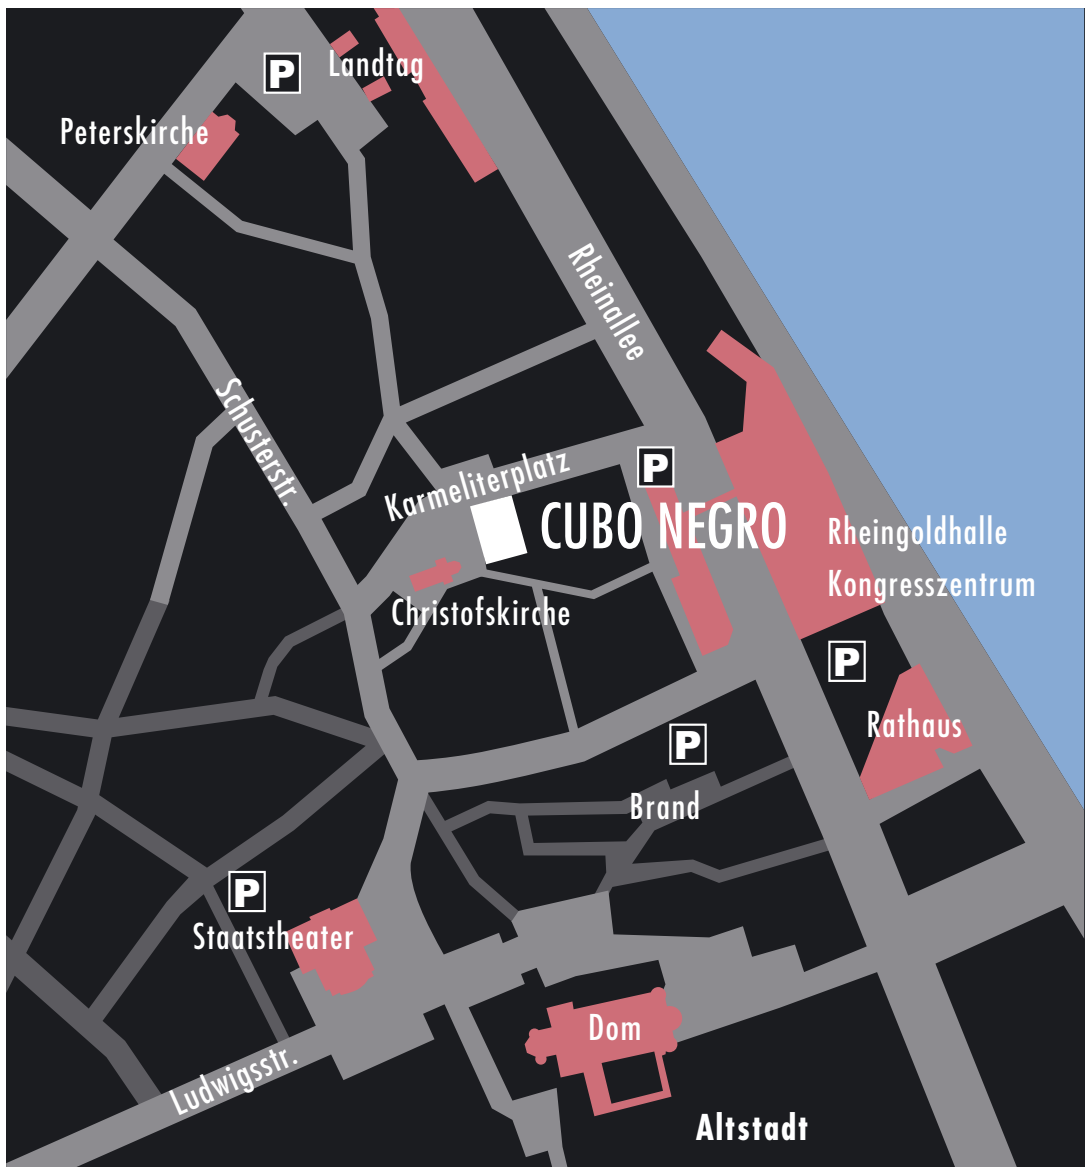 P
Landtag
Peterskirche
Rheinallee
Schusterstr.
Karmeliterplatz
P
CUBO NEGRO
Rheingoldhalle
Kongresszentrum
Christofskirche
P
Rathaus
P
Brand
P
Staatstheater
Dom
Ludwigsstr.
Altstadt